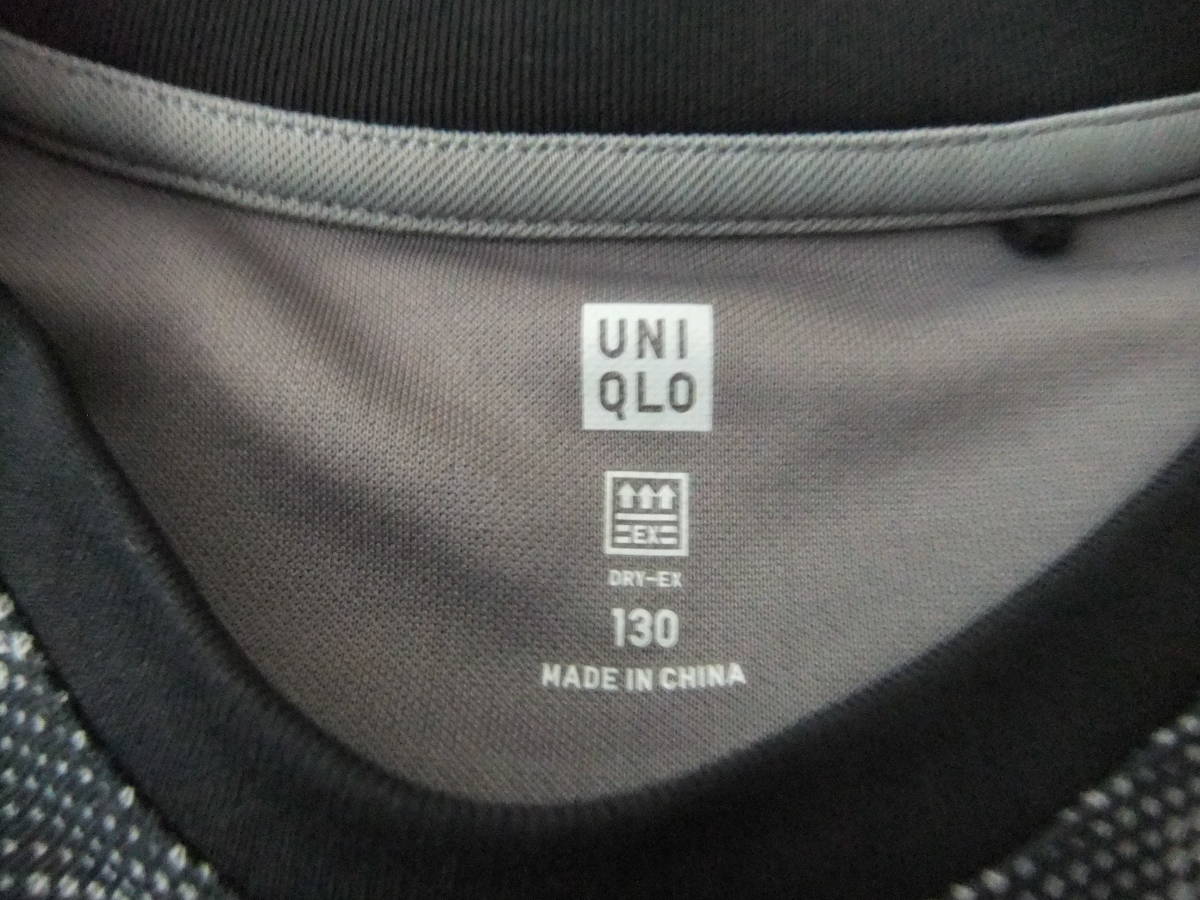 UNI
QLO
EX
DRY-EX
130
MADE IN CHINA